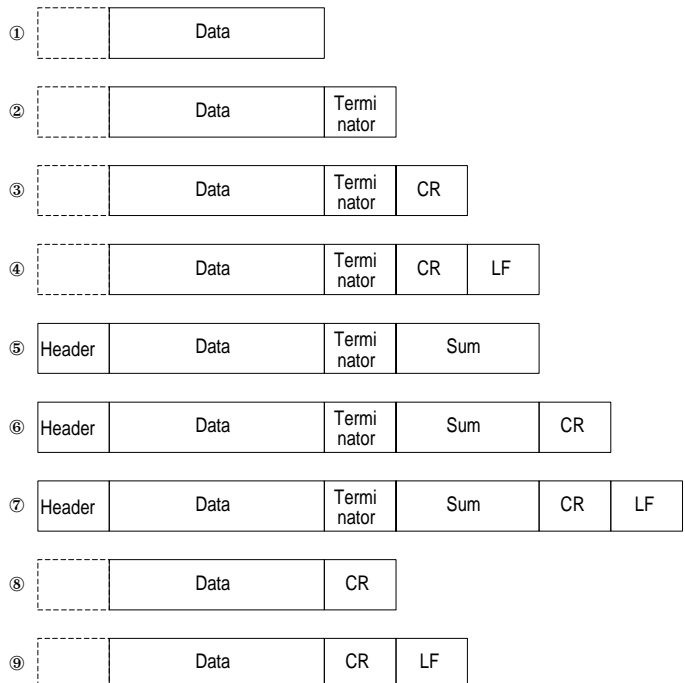 ① Data
② Data Termi
nator
③ Data Termi
nator CR
④ Data Termi
nator CR LF
⑤ Header Data Termi
nator Sum
⑥ Header Data Termi
nator Sum CR
⑦ Header Data Termi
nator Sum CR LF
⑧ Data CR
⑨ Data CR LF